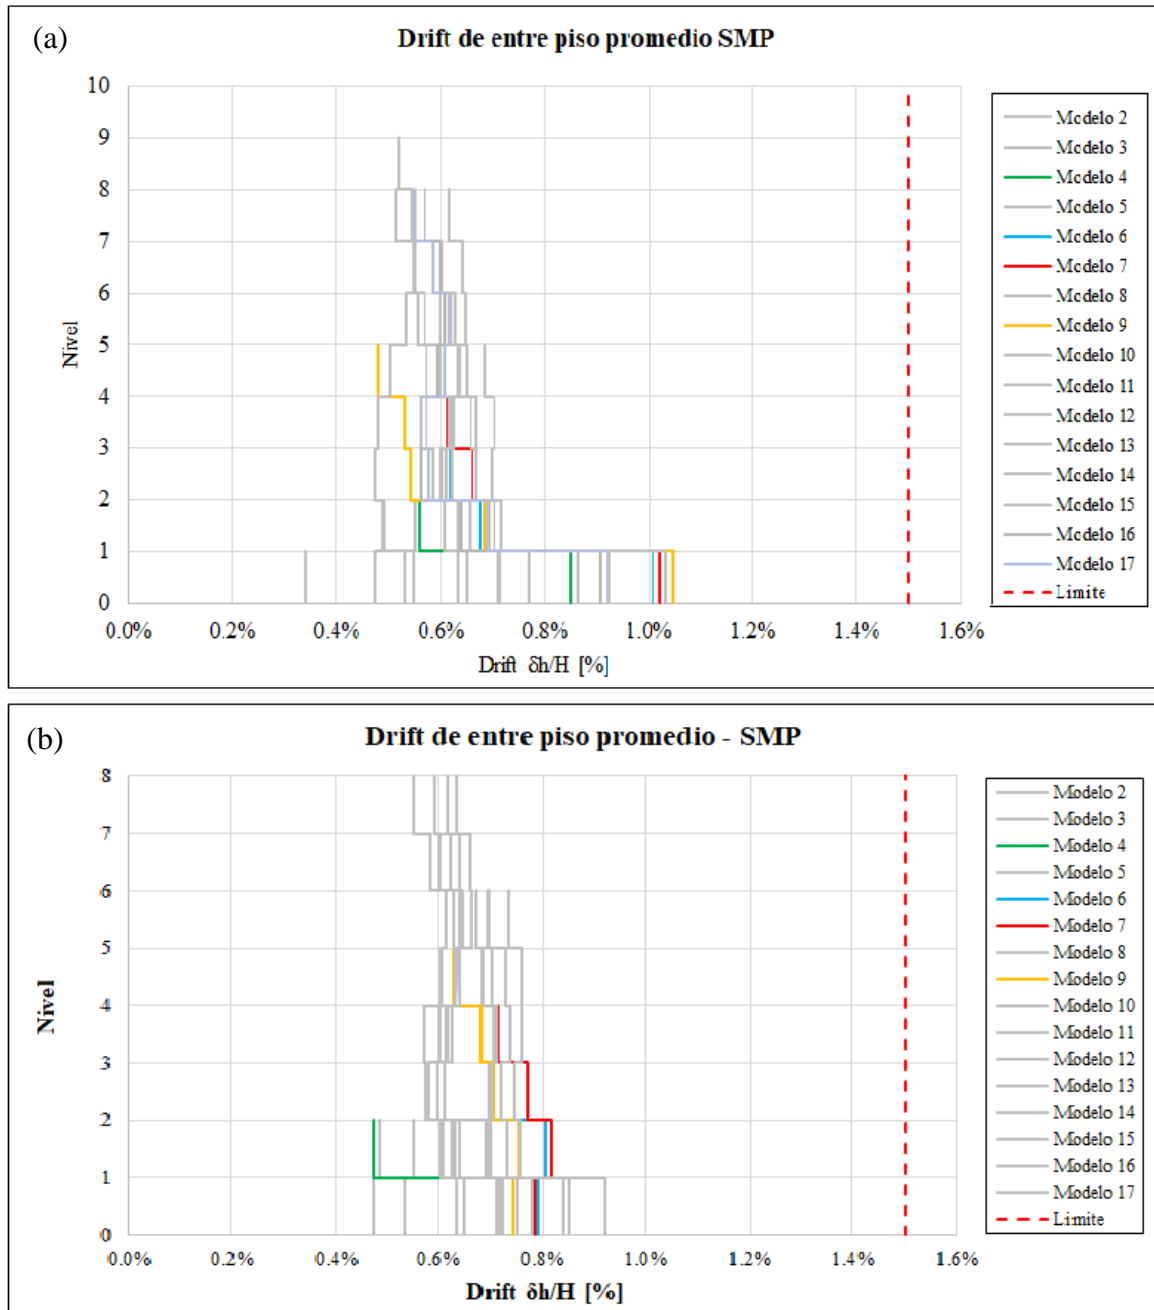 (a)
Drift de entre piso promedio SMP
10
9
8
7
6
5
4
3
2
1
0
Nivel
0.0% 0.2% 0.4% 0.6% 0.8% 1.0% 1.2% 1.4% 1.6%
Drift δh/H [%]
Modelo 2
Modelo 3
Modelo 4
Modelo 5
Modelo 6
Modelo 7
Modelo 8
Modelo 9
Modelo 10
Modelo 11
Modelo 12
Modelo 13
Modelo 14
Modelo 15
Modelo 16
Modelo 17
Limite
(b)
Drift de entre piso promedio - SMP
8
7
6
5
4
3
2
1
0
Nivel
0.0% 0.2% 0.4% 0.6% 0.8% 1.0% 1.2% 1.4% 1.6%
Drift δh/H [%]
Modelo 2
Modelo 3
Modelo 4
Modelo 5
Modelo 6
Modelo 7
Modelo 8
Modelo 9
Modelo 10
Modelo 11
Modelo 12
Modelo 13
Modelo 14
Modelo 15
Modelo 16
Modelo 17
Limite